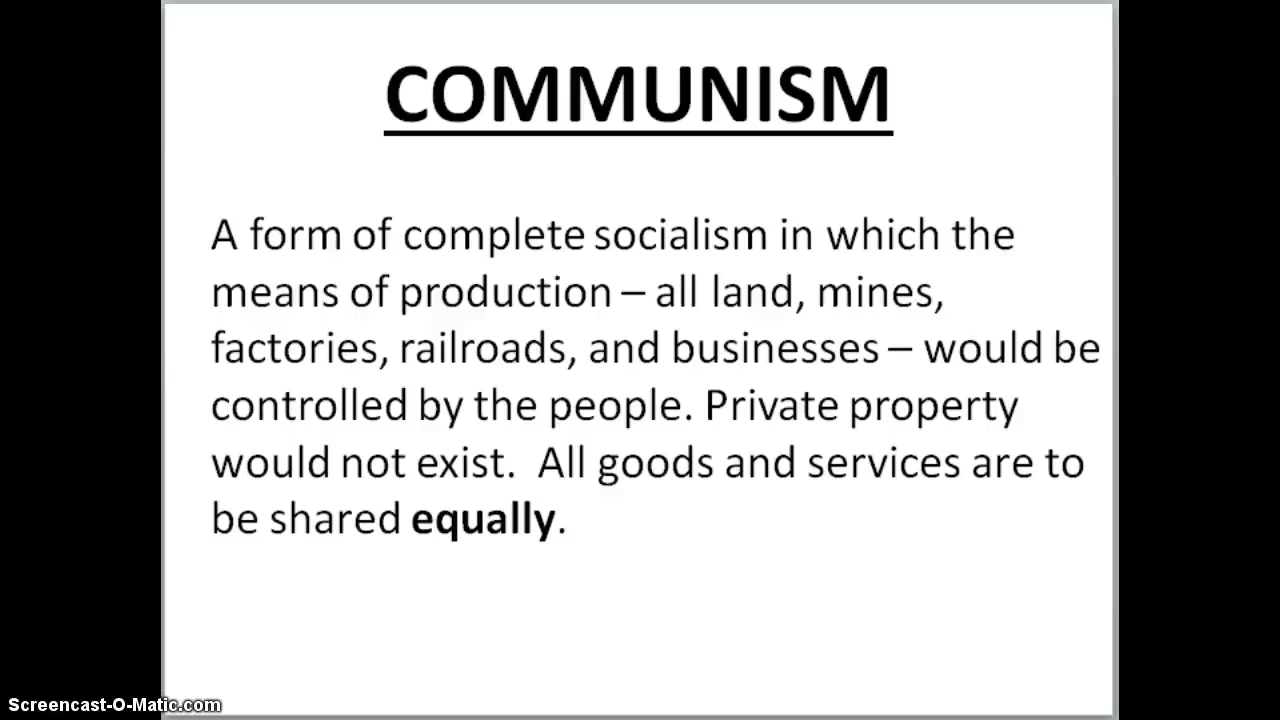 COMMUNISM
A form of complete socialism in which the
means of production – all land, mines,
factories, railroads, and businesses – would be
controlled by the people. Private property
would not exist.  All goods and services are to
be shared equally.
Screencast-O-Matic.com